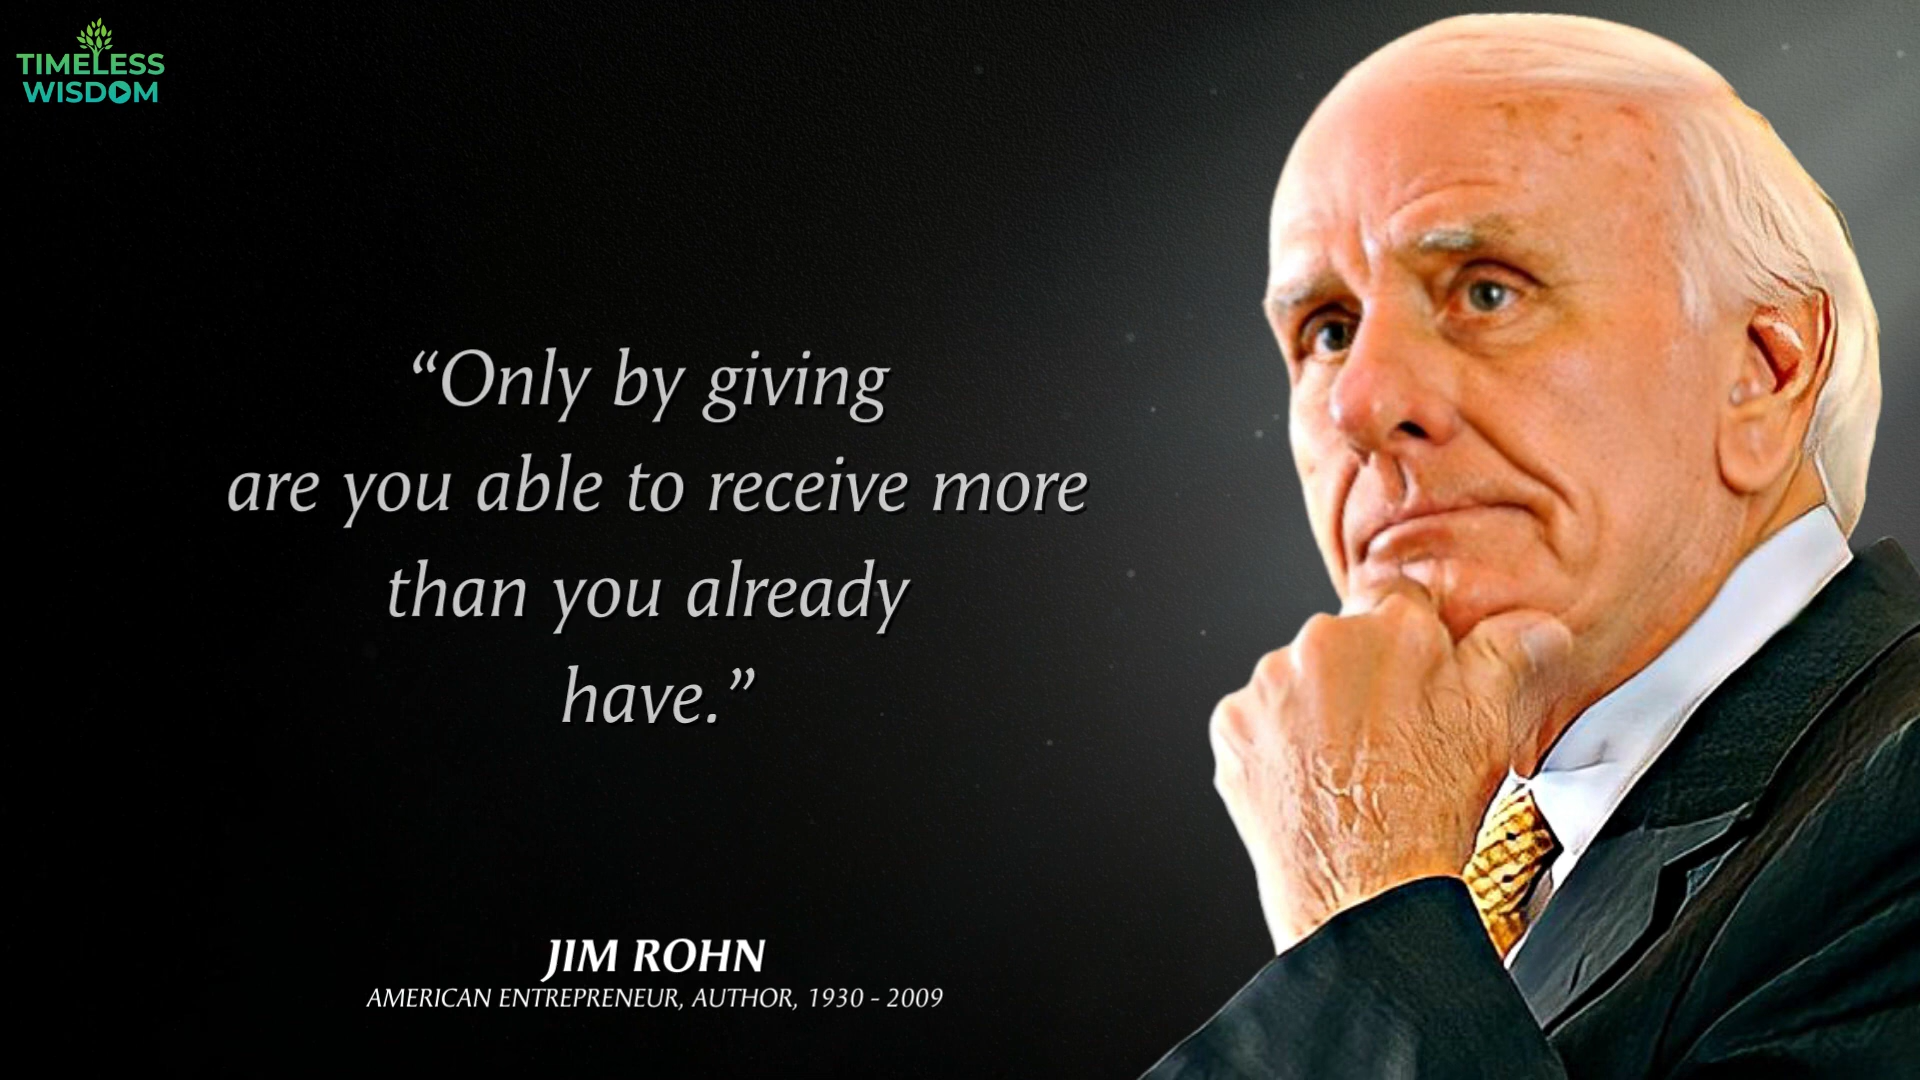 TIMELESS
WISDOM
“Only by giving
are you able to receive more
than you already
have.”
JIM ROHN
AMERICAN ENTREPRENEUR, AUTHOR, 1930 - 2009